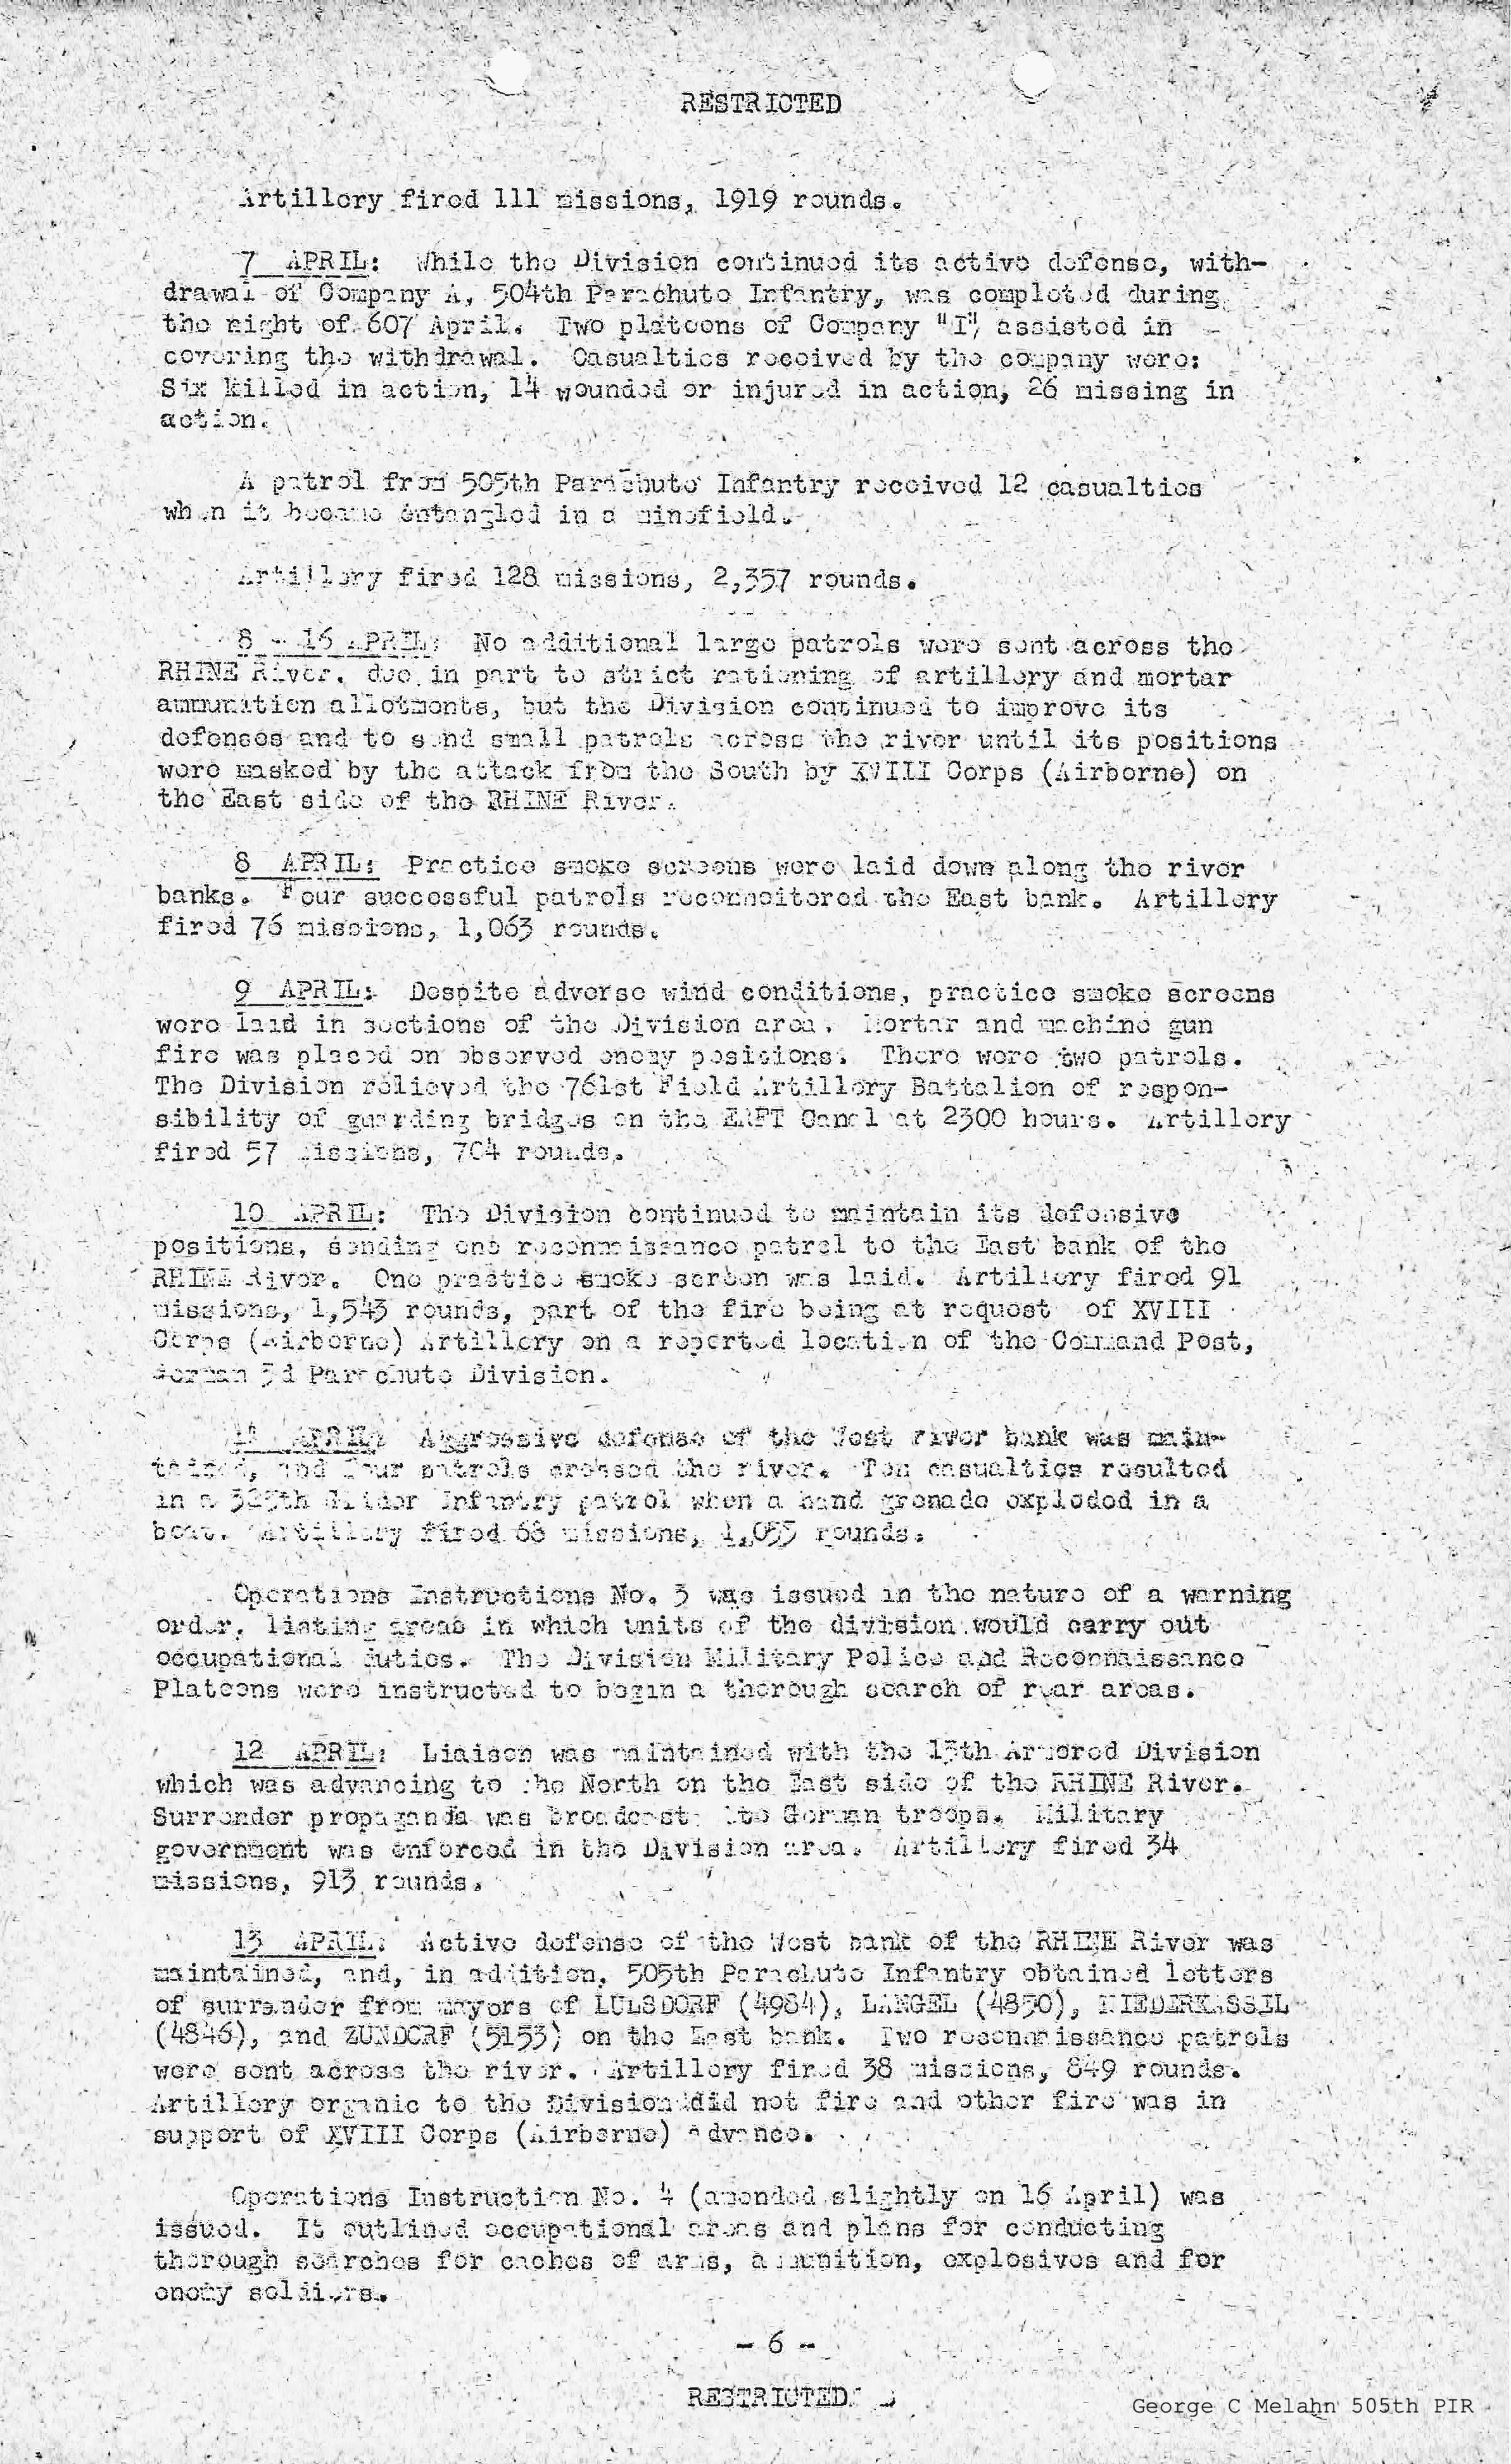 RESTRICTED
Artillery fired 111 missions, 1919 rounds.
7 APRIL: While the Division continued its active defense, with-
drawal of Company A, 504th Parachute Infantry, was completed during
the night of 607 April. Two platoons of Company "I", assisted in
covering the withdrawal. Casualties received by the company were:
Six killed in action, 14 wounded or injured in action, 26 missing in
action.
A patrol from 505th Parachute Infantry received 12 casualties
when it became entangled in a minefield.
Artillery fired 128 missions, 2,357 rounds.
8 - 16 APRIL: No additional large patrols were sent across the
RHINE River, due in part to strict rationing of artillery and mortar
ammunition allotments, but the Division continued to improve its
defenses and to send small patrols across the river until its positions
were masked by the attack from the South by XVIII Corps (Airborne) on
the East side of the RHINE River.
8 APRIL: Practice smoke screens were laid down along the river
banks. Four successful patrols reconnoitered the East bank. Artillery
fired 76 missions, 1,063 rounds.
9 APRIL: Despite adverse wind conditions, practice smoke screens
were laid in sections of the Division area. Mortar and machine gun
fire was placed on observed enemy positions. There were two patrols.
The Division relieved the 761st Field Artillery Battalion of respon-
sibility of guarding bridges on the ERFT Canal at 2300 hours. Artillery
fired 57 missions, 704 rounds.
10 APRIL: The Division continued to maintain its defensive
positions, sending one reconnaissance patrol to the East bank of the
RHINE River. One practice smoke screen was laid. Artillery fired 91
missions, 1,543 rounds, part of the fire being at request of XVIII
Corps (Airborne) Artillery on a reported location of the Command Post,
German 3d Parachute Division.
11 APRIL: Aggressive defense of the West river bank was main-
tained, and four patrols crossed the river. Ten casualties resulted
in a 325th Glider Infantry patrol when a hand grenade exploded in a
boat. Artillery fired 68 missions, 1,055 rounds.
Operations Instructions No. 3 was issued in the nature of a warning
order, listing areas in which units of the division would carry out
occupational duties. The Division Military Police and Reconnaissance
Platoons were instructed to begin a thorough search of rear areas.
12 APRIL: Liaison was maintained with the 13th Armored Division
which was advancing to the North on the East side of the RHINE River.
Surrender propaganda was broadcast to German troops. Military
government was enforced in the Division area. Artillery fired 34
missions, 913 rounds.
13 APRIL: Active defense of the West bank of the RHINE River was
maintained, and, in addition, 505th Parachute Infantry obtained letters
of surrender from mayors of LULSDORF (4984), LANGEL (4850), NIEDERKASSIL
(4846), and ZUNDORF (5153) on the East bank. Two reconnaissance patrols
were sent across the river. Artillery fired 38 missions, 849 rounds.
Artillery organic to the Division did not fire and other fire was in
support of XVIII Corps (Airborne) Advance.
Operations Instruction No. 4 (amended slightly on 16 April) was
issued. It outlined occupational areas and plans for conducting
thorough searches for caches of arms, ammunition, explosives and for
enemy soldiers.
- 6 -
RESTRICTED
George C Melahn 505th PIR